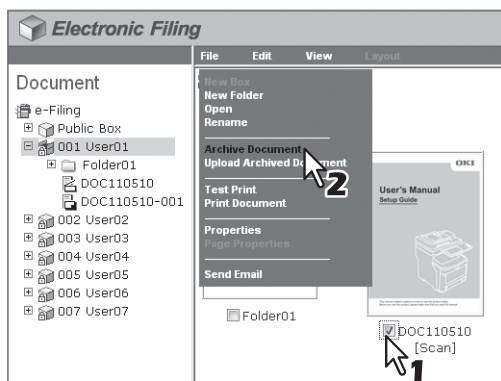 Electronic Filing
File Edit View Layout
Document
e-Filing
Public Box
001 User01
Folder01
DOC110510
DOC110510-001
002 User02
003 User03
004 User04
005 User05
006 User06
007 User07
New Box
New Folder
Open
Rename
Archive Document
Upload Archived Document
Test Print
Print Document
Properties
Page Properties
Send Email
2
OKI
User's Manual
Setup Guide
Folder01
DOC110510
[Scan]
1